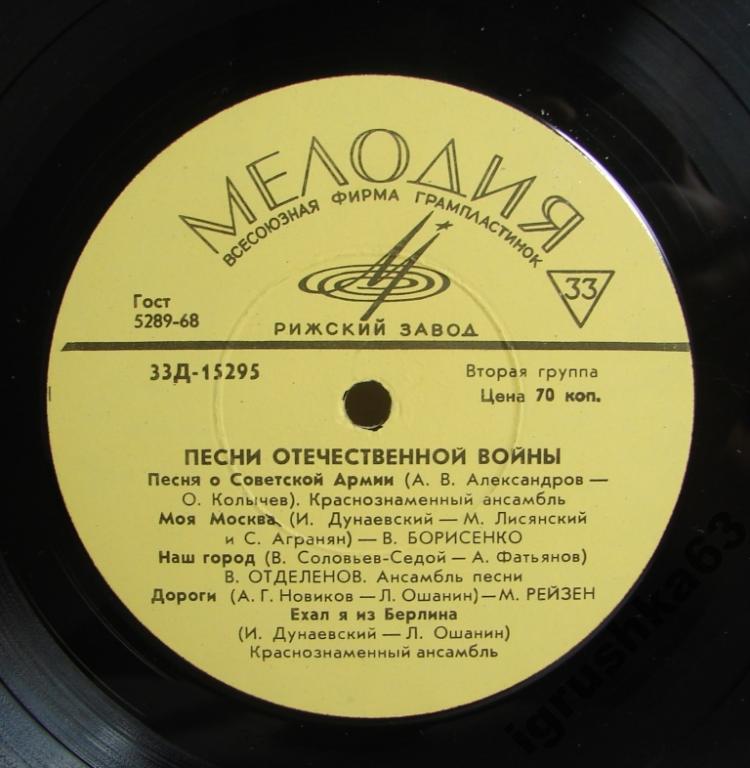 МЕЛОДИЯ
ВСЕСОЮЗНАЯ ФИРМА ГРАМПЛАСТИНОК
33
Гост
5289-68
РИЖСКИЙ ЗАВОД
33Д-15295
Вторая группа
Цена 70 коп.
ПЕСНИ ОТЕЧЕСТВЕННОЙ ВОЙНЫ
Песня о Советской Армии (А. В. Александров —
О. Колычев). Краснознаменный ансамбль
Моя Москва (И. Дунаевский — М. Лисянский
и С. Агранян) — В. БОРИСЕНКО
Наш город (В. Соловьев-Седой — А. Фатьянов)
В. ОТДЕЛЕНОВ. Ансамбль песни
Дороги (А. Г. Новиков — Л. Ошанин) — М. РЕЙЗЕН
Ехал я из Берлина
(И. Дунаевский — Л. Ошанин)
Краснознаменный ансамбль
igrushka63